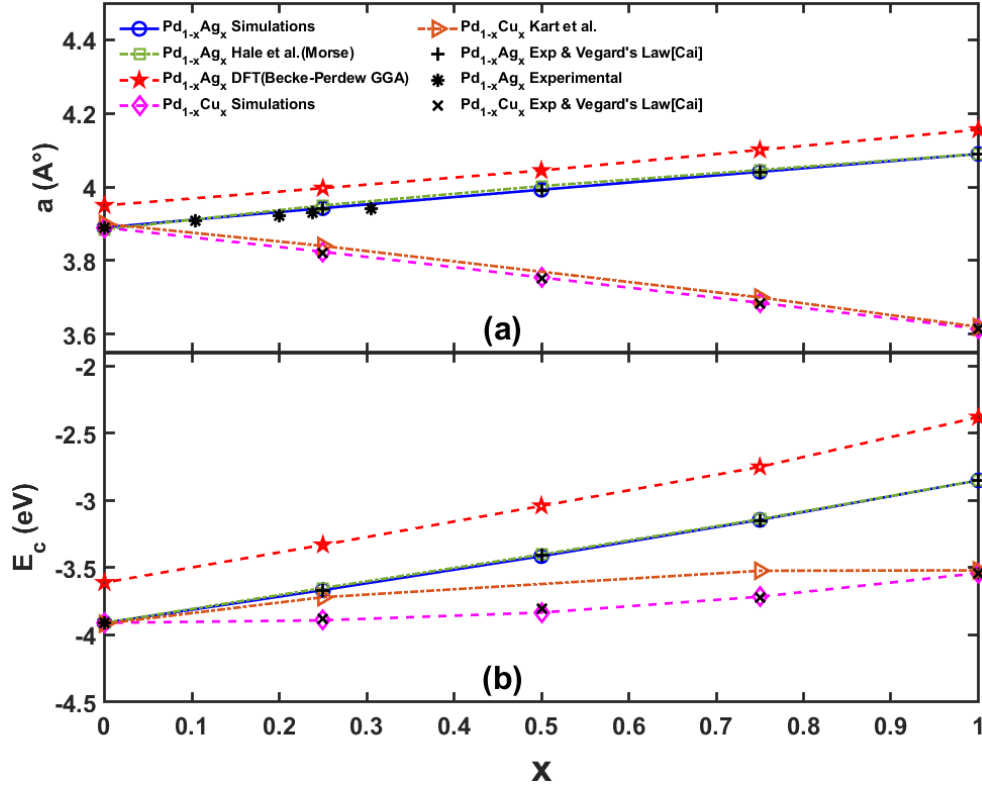 4.4
4.2
4
3.8
3.6
a (A°)
Pd1-xAgx Simulations
Pd1-xAgx Hale et al.(Morse)
Pd1-xAgx DFT(Becke-Perdew GGA)
Pd1-xCux Simulations
Pd1-xCux Kart et al.
Pd1-xAgx Exp & Vegard's Law[Cai]
Pd1-xAgx Experimental
Pd1-xCux Exp & Vegard's Law[Cai]
(a)
-2
-2.5
-3
-3.5
-4
-4.5
Ec (eV)
(b)
0 0.1 0.2 0.3 0.4 0.5 0.6 0.7 0.8 0.9 1
x